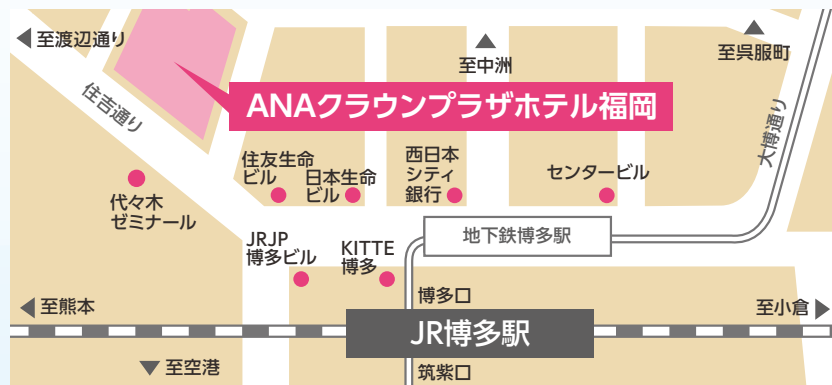 至渡辺通り
至中洲
至呉服町
ANAクラウンプラザホテル福岡
住吉通り
大博通り
住友生命
ビル
日本生命
ビル
西日本
シティ
銀行
センタービル
代々木
ゼミナール
JRJP
博多ビル
KITTE
博多
地下鉄博多駅
至熊本
博多口
至小倉
JR博多駅
至空港
筑紫口